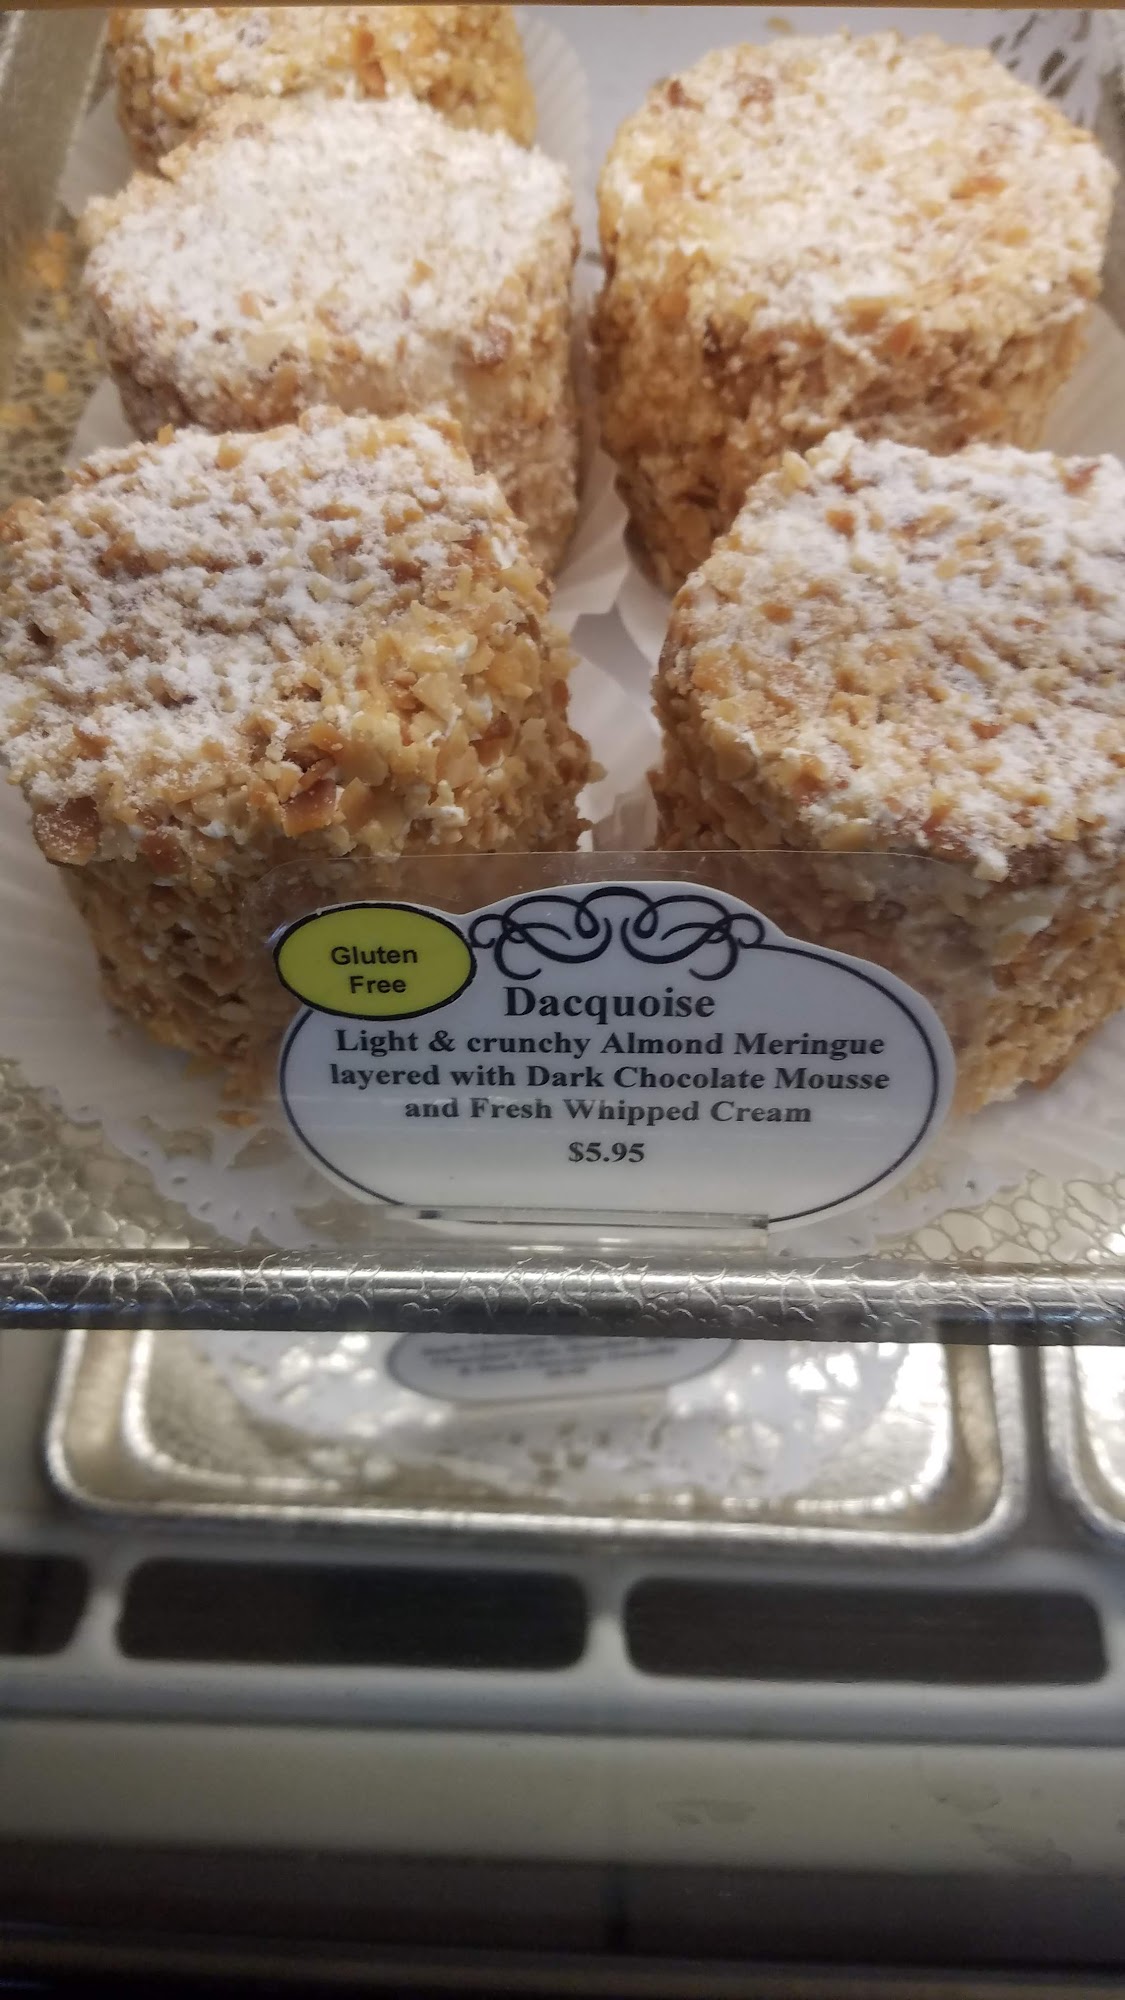 Gluten
Free
Dacquoise
Light & crunchy Almond Meringue
layered with Dark Chocolate Mousse
and Fresh Whipped Cream
$5.95